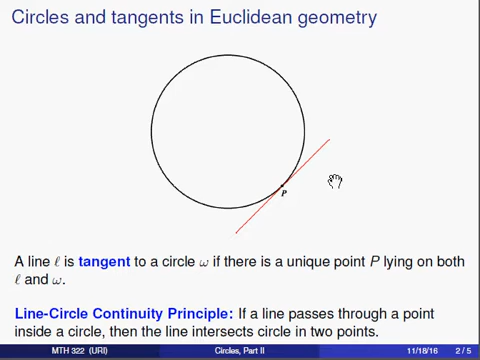 Circles and tangents in Euclidean geometry
P
A line ℓ is tangent to a circle ω if there is a unique point P lying on both
ℓ and ω.
Line-Circle Continuity Principle: If a line passes through a point
inside a circle, then the line intersects circle in two points.
MTH 322 (URI) Circles, Part II 11/18/16 2 / 5